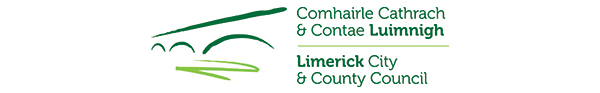 Comhairle Cathrach
& Contae Luimnigh
Limerick City
& County Council